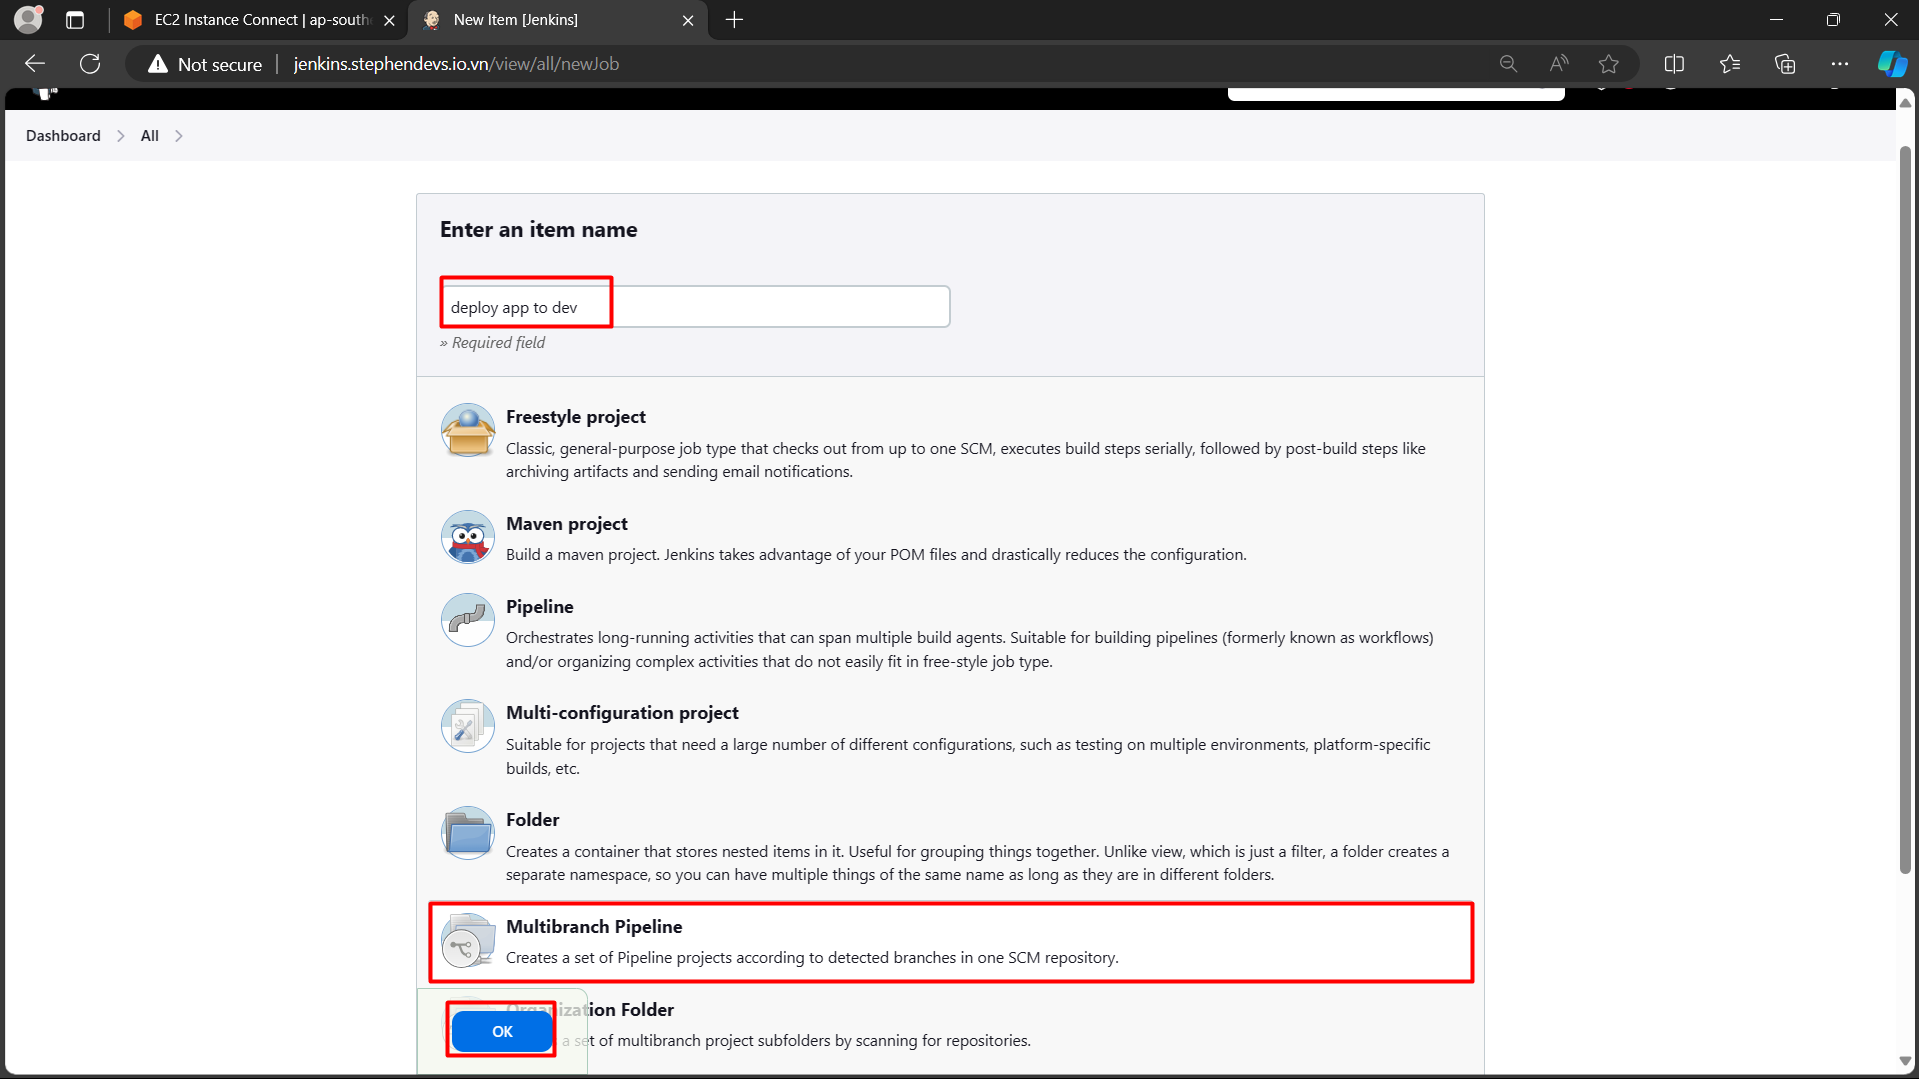 EC2 Instance Connect | ap-south
New Item [Jenkins]
Not secure
jenkins.stephendevs.io.vn/view/all/newJob
Dashboard
All
Enter an item name
deploy app to dev
» Required field
Freestyle project
Classic, general-purpose job type that checks out from up to one SCM, executes build steps serially, followed by post-build steps like
archiving artifacts and sending email notifications.
Maven project
Build a maven project. Jenkins takes advantage of your POM files and drastically reduces the configuration.
Pipeline
Orchestrates long-running activities that can span multiple build agents. Suitable for building pipelines (formerly known as workflows)
and/or organizing complex activities that do not easily fit in free-style job type.
Multi-configuration project
Suitable for projects that need a large number of different configurations, such as testing on multiple environments, platform-specific
builds, etc.
Folder
Creates a container that stores nested items in it. Useful for grouping things together. Unlike view, which is just a filter, a folder creates a
separate namespace, so you can have multiple things of the same name as long as they are in different folders.
Multibranch Pipeline
Creates a set of Pipeline projects according to detected branches in one SCM repository.
Organization Folder
a set of multibranch project subfolders by scanning for repositories.
OK